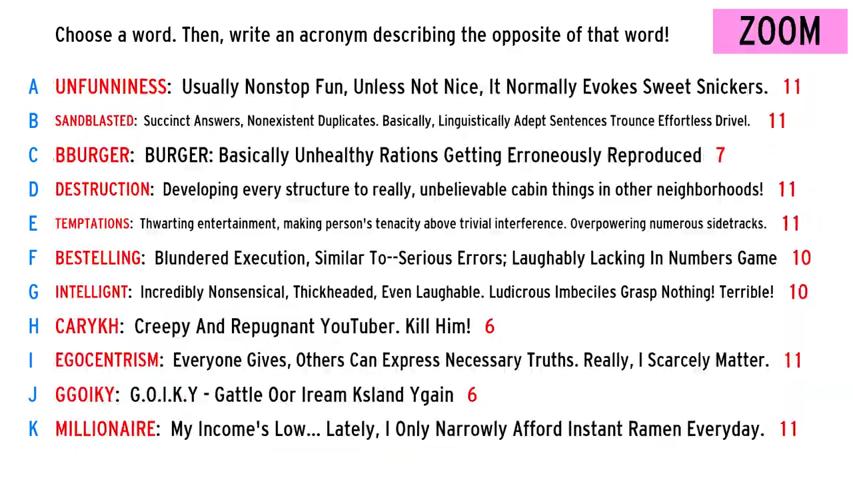 Choose a word. Then, write an acronym describing the opposite of that word!
ZOOM
A UNFUNNINESS: Usually Nonstop Fun, Unless Not Nice, It Normally Evokes Sweet Snickers. 11
B SANDBLASTED: Succinct Answers, Nonexistent Duplicates. Basically, Linguistically Adept Sentences Trounce Effortless Drivel. 11
C BBURGER: BURGER: Basically Unhealthy Rations Getting Erroneously Reproduced 7
D DESTRUCTION: Developing every structure to really, unbelievable cabin things in other neighborhoods! 11
E TEMPTATIONS: Thwarting entertainment, making person's tenacity above trivial interference. Overpowering numerous sidetracks. 11
F BESTELLING: Blundered Execution, Similar To--Serious Errors; Laughably Lacking In Numbers Game 10
G INTELLIGNT: Incredibly Nonsensical, Thickheaded, Even Laughable. Ludicrous Imbeciles Grasp Nothing! Terrible! 10
H CARYKH: Creepy And Repugnant YouTuber. Kill Him! 6
I EGOCENTRISM: Everyone Gives, Others Can Express Necessary Truths. Really, I Scarcely Matter. 11
J GGOIKY: G.O.I.K.Y - Gattle Oor Iream Ksland Ygain 6
K MILLIONAIRE: My Income's Low... Lately, I Only Narrowly Afford Instant Ramen Everyday. 11